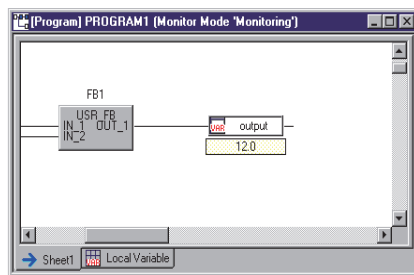 [Program] PROGRAM1 (Monitor Mode 'Monitoring')
FB1
USR_FB
IN_1 OUT_1
IN_2
VAR output
12.0
Sheet1 VAR Local Variable